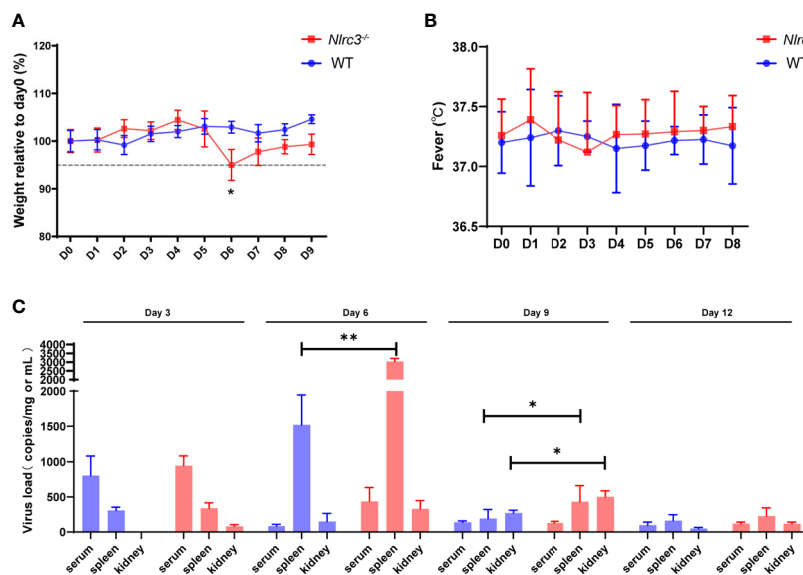 A
Nlrc3-/-
WT
Weight relative to day0 (%)
120
110
100
90
80
*
D0 D1 D2 D3 D4 D5 D6 D7 D8 D9
B
Nlrc
WT
Fever (℃)
38.0
37.5
37.0
36.5
D0 D1 D2 D3 D4 D5 D6 D7 D8
C
Day 3 Day 6 Day 9 Day 12
Virus load( copies/mg or mL)
4000
3500
3000
2500
2000
2000
1500
1000
500
0
**
*
*
serum spleen kidney serum spleen kidney serum spleen kidney serum spleen kidney serum spleen kidney serum spleen kidney serum spleen kidney serum spleen kidney